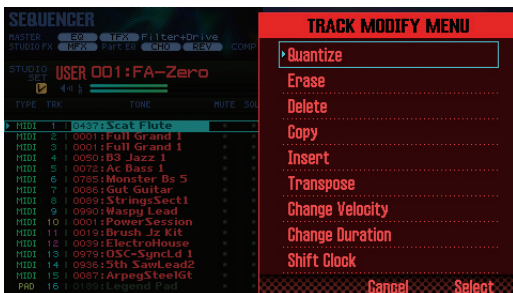 SEQUENCER
MASTER EQ TFX Filter+Drive
STUDIO FX MFX Part EQ CHO REV COMP
STUDIO SET USER 001:FA-Zero
TYPE TRK TONE MUTE SOL
MIDI 1 0437:Scat Flute
MIDI 2 0001:Full Grand 1
MIDI 3 0001:Full Grand 1
MIDI 4 0050:B3 Jazz 1
MIDI 5 0072:Ac Bass 1
MIDI 6 0785:Monster Bs 5
MIDI 7 0086:Gut Guitar
MIDI 8 0089:StringsSect1
MIDI 9 0990:Waspy Lead
MIDI 10 0001:PowerSession
MIDI 11 0019:Brush Jz Kit
MIDI 12 0039:ElectroHouse
MIDI 13 0979:OSC-SyncLd 1
MIDI 14 0936:5th SawLead2
MIDI 15 0087:ArpegSteelGt
PAD 16 0189:Legend Pad
TRACK MODIFY MENU
Quantize
Erase
Delete
Copy
Insert
Transpose
Change Velocity
Change Duration
Shift Clock
Cancel Select